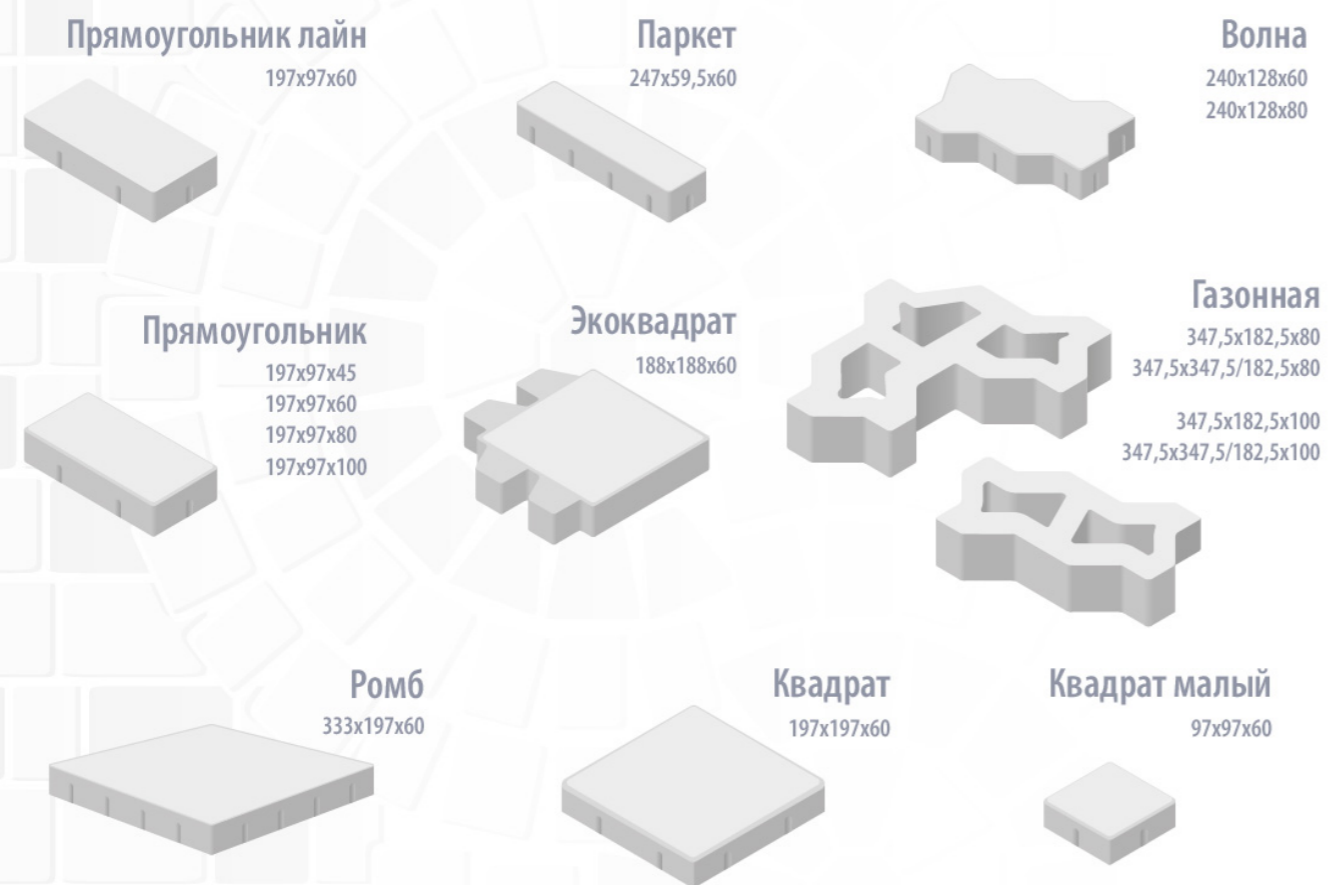 Прямоугольник лайн
197x97x60
Паркет
247x59,5x60
Волна
240x128x60
240x128x80
Прямоугольник
197x97x45
197x97x60
197x97x80
197x97x100
Экоквадрат
188x188x60
Газонная
347,5x182,5x80
347,5x347,5/182,5x80
347,5x182,5x100
347,5x347,5/182,5x100
Ромб
333x197x60
Квадрат
197x197x60
Квадрат малый
97x97x60